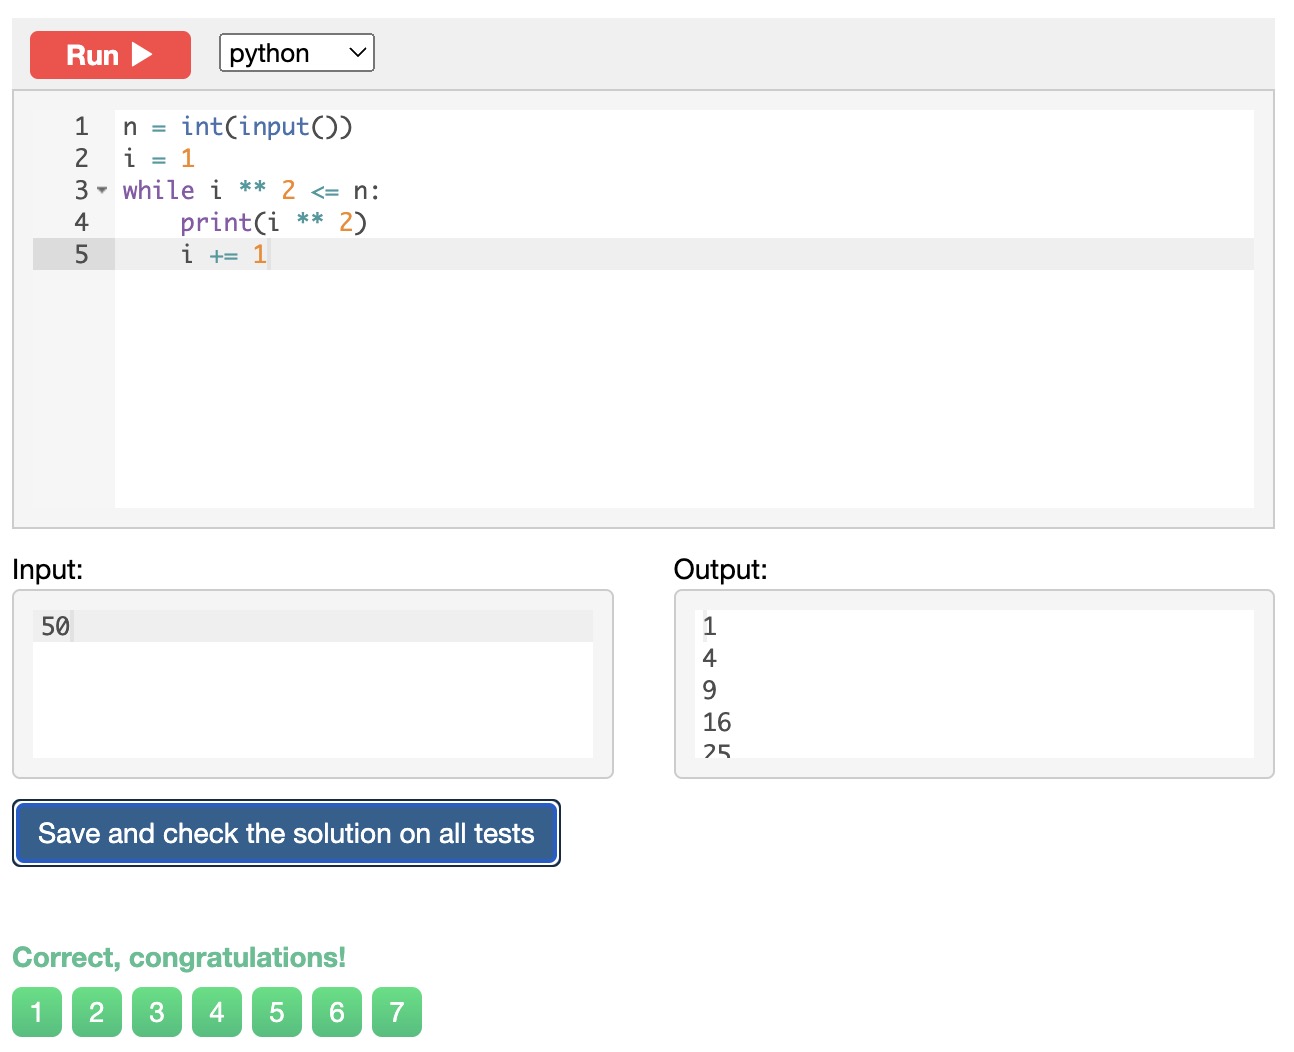 Run
python
1 n = int(input())
2 i = 1
3 while i ** 2 <= n:
4     print(i ** 2)
5     i += 1
Input:
50
Output:
1
4
9
16
25
Save and check the solution on all tests
Correct, congratulations!
1 2 3 4 5 6 7